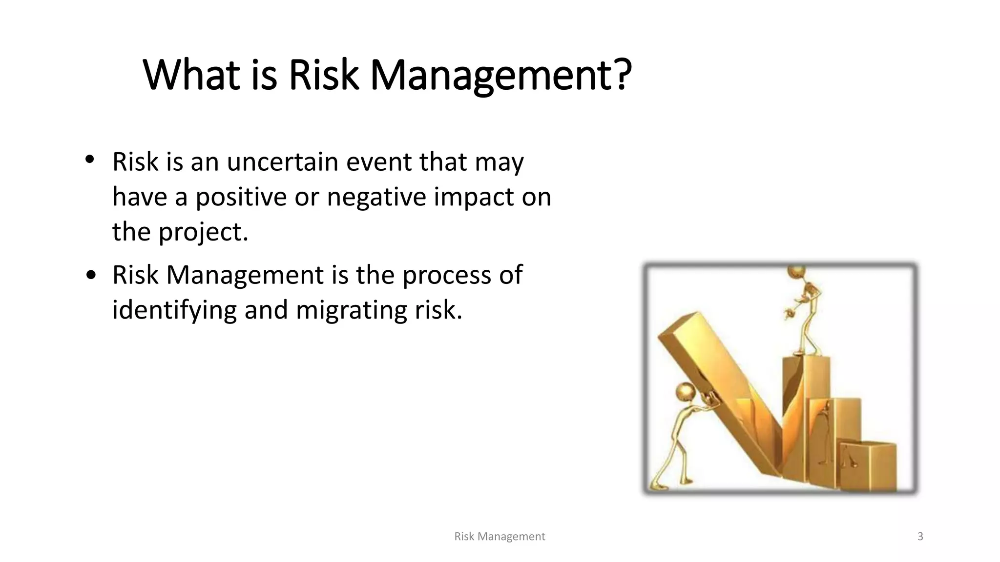 What is Risk Management?
• Risk is an uncertain event that may
have a positive or negative impact on
the project.
• Risk Management is the process of
identifying and migrating risk.
Risk Management
3